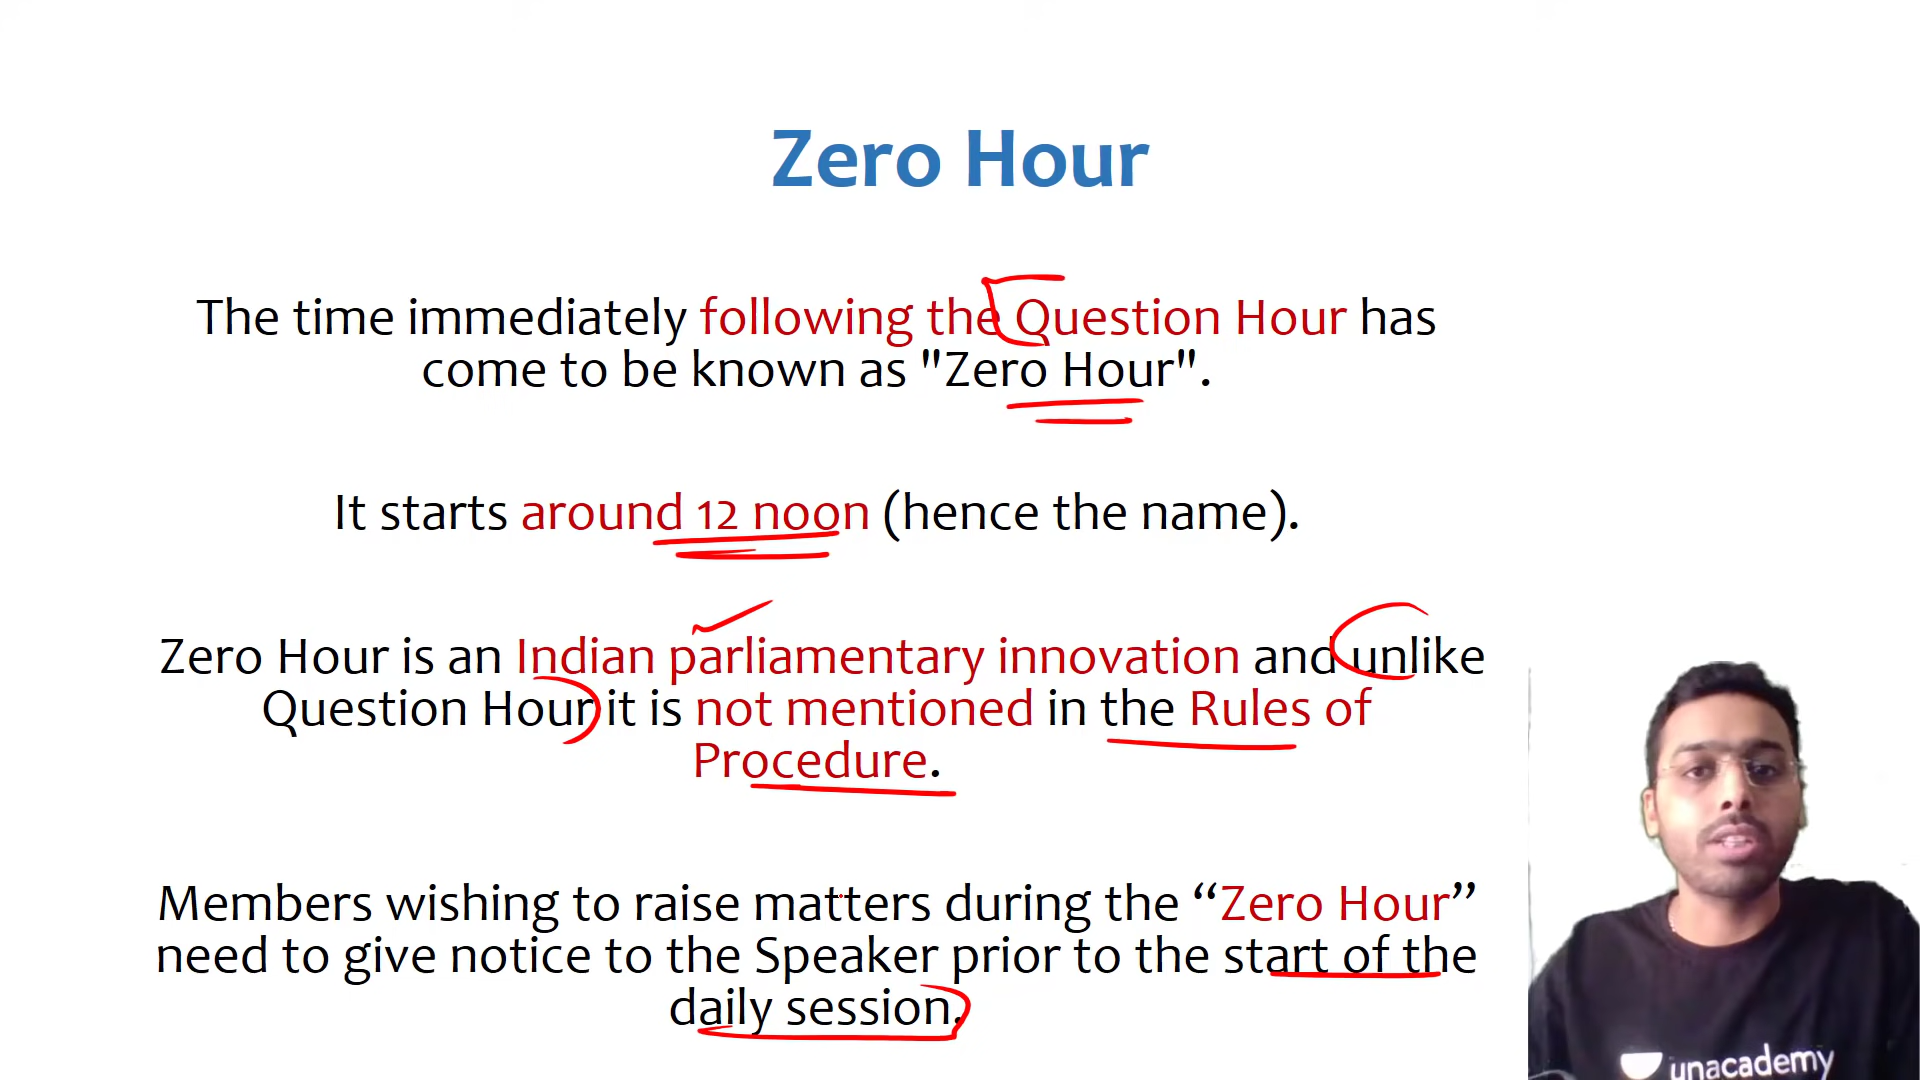 Zero Hour
The time immediately following the Question Hour has
come to be known as "Zero Hour".
It starts around 12 noon (hence the name).
Zero Hour is an Indian parliamentary innovation and unlike
Question Hour it is not mentioned in the Rules of
Procedure.
Members wishing to raise matters during the “Zero Hour”
need to give notice to the Speaker prior to the start of the
daily session.
unacademy